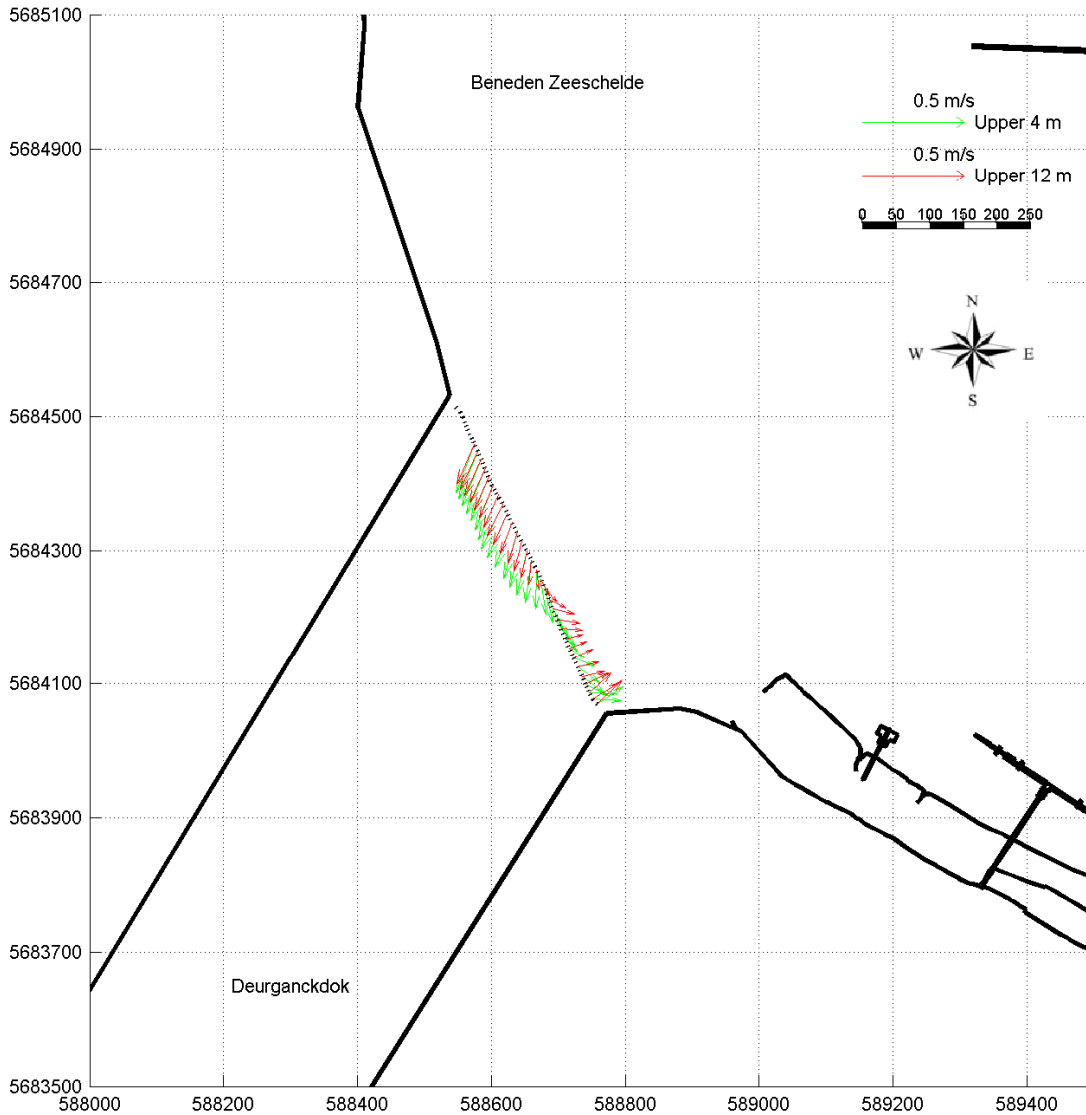 5685100
Beneden Zeeschelde
0.5 m/s
Upper 4 m
5684900
0.5 m/s
Upper 12 m
0 50 100 150 200 250
5684700
N
W E
S
5684500
5684300
5684100
5683900
5683700
Deurganckdok
5683500
588000 588200 588400 588600 588800 589000 589200 589400